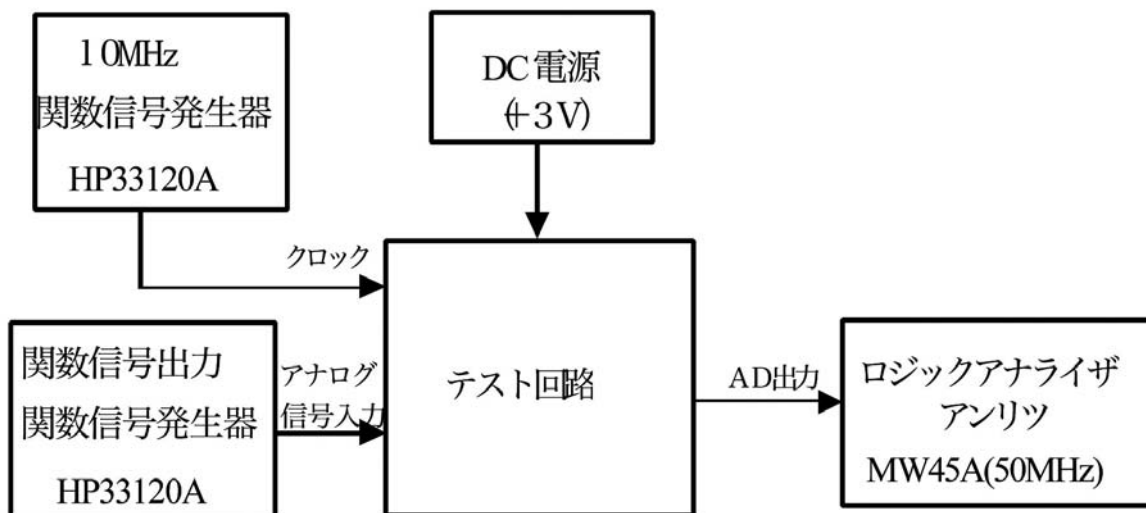 10MHz
関数信号発生器
HP33120A
DC電源
(+3V)
クロック
関数信号出力
関数信号発生器
HP33120A
アナログ
信号入力
テスト回路
AD出力
ロジックアナライザ
アンリツ
MW45A(50MHz)